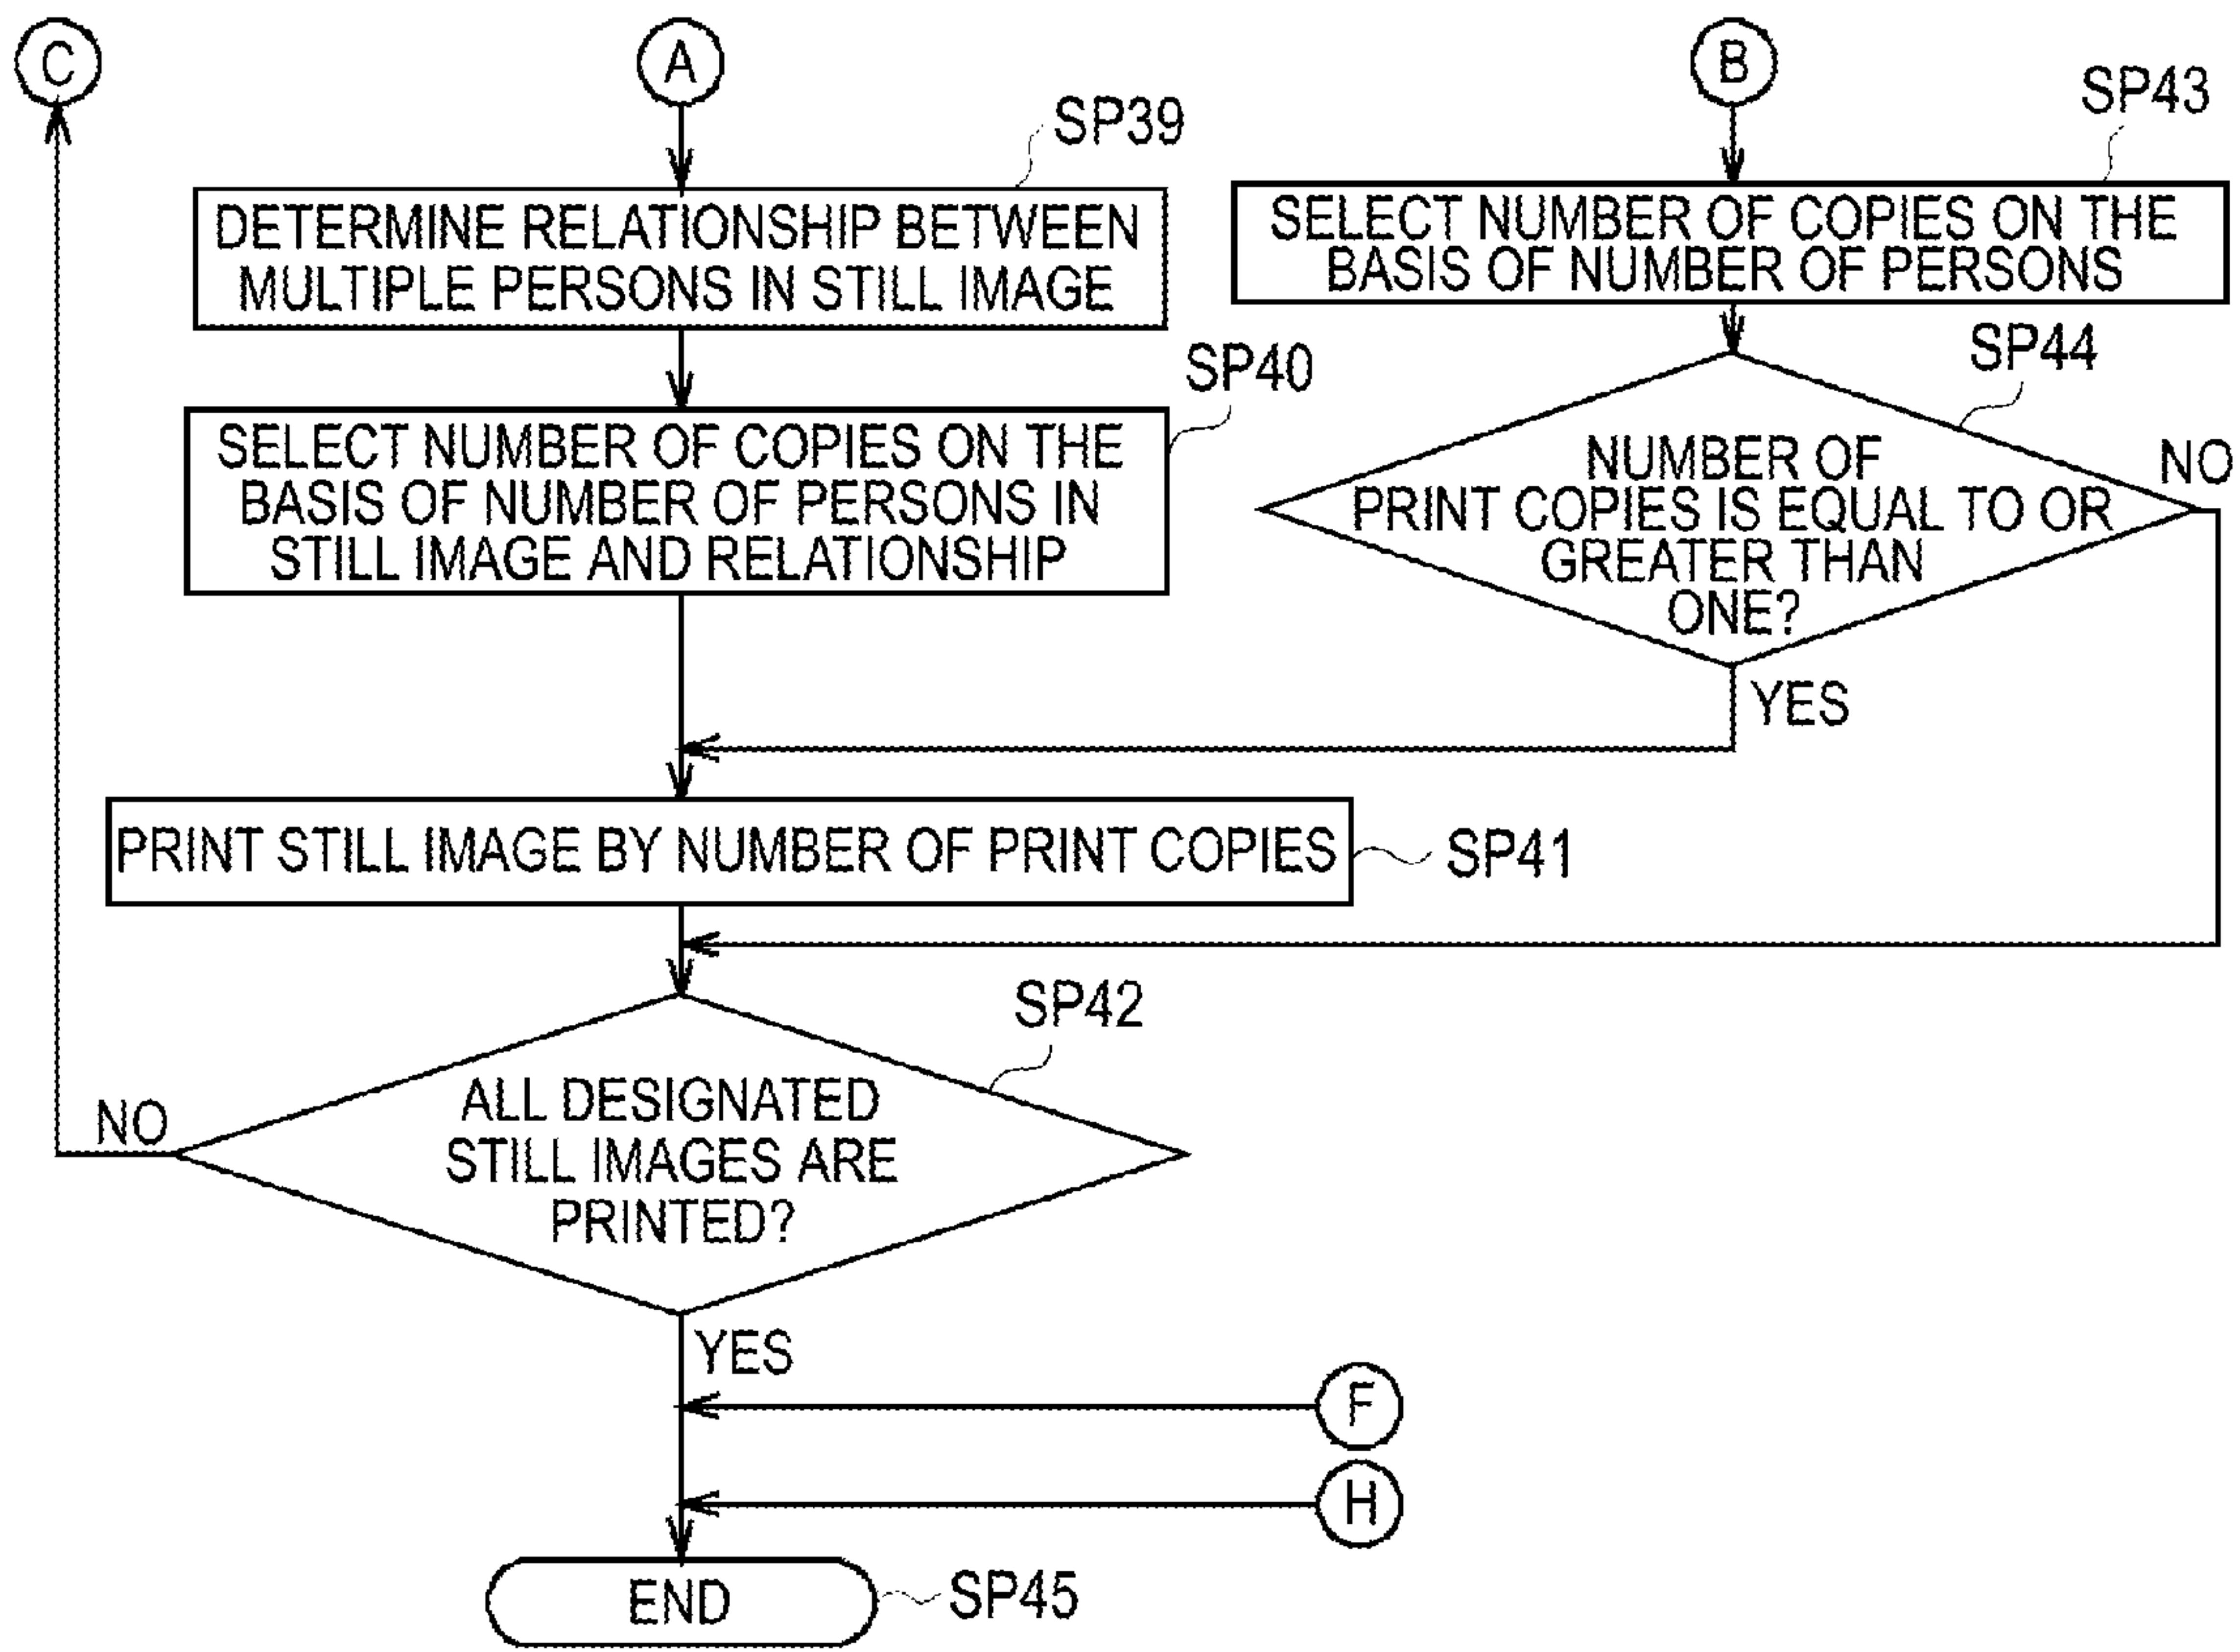 C
A
B
SP39
SP43
DETERMINE RELATIONSHIP BETWEEN
MULTIPLE PERSONS IN STILL IMAGE
SELECT NUMBER OF COPIES ON THE
BASIS OF NUMBER OF PERSONS
SP40
SP44
SELECT NUMBER OF COPIES ON THE
BASIS OF NUMBER OF PERSONS IN
STILL IMAGE AND RELATIONSHIP
NUMBER OF
PRINT COPIES IS EQUAL TO OR
GREATER THAN
ONE?
NO
YES
PRINT STILL IMAGE BY NUMBER OF PRINT COPIES
SP41
SP42
ALL DESIGNATED
STILL IMAGES ARE
PRINTED?
NO
YES
F
H
END
SP45